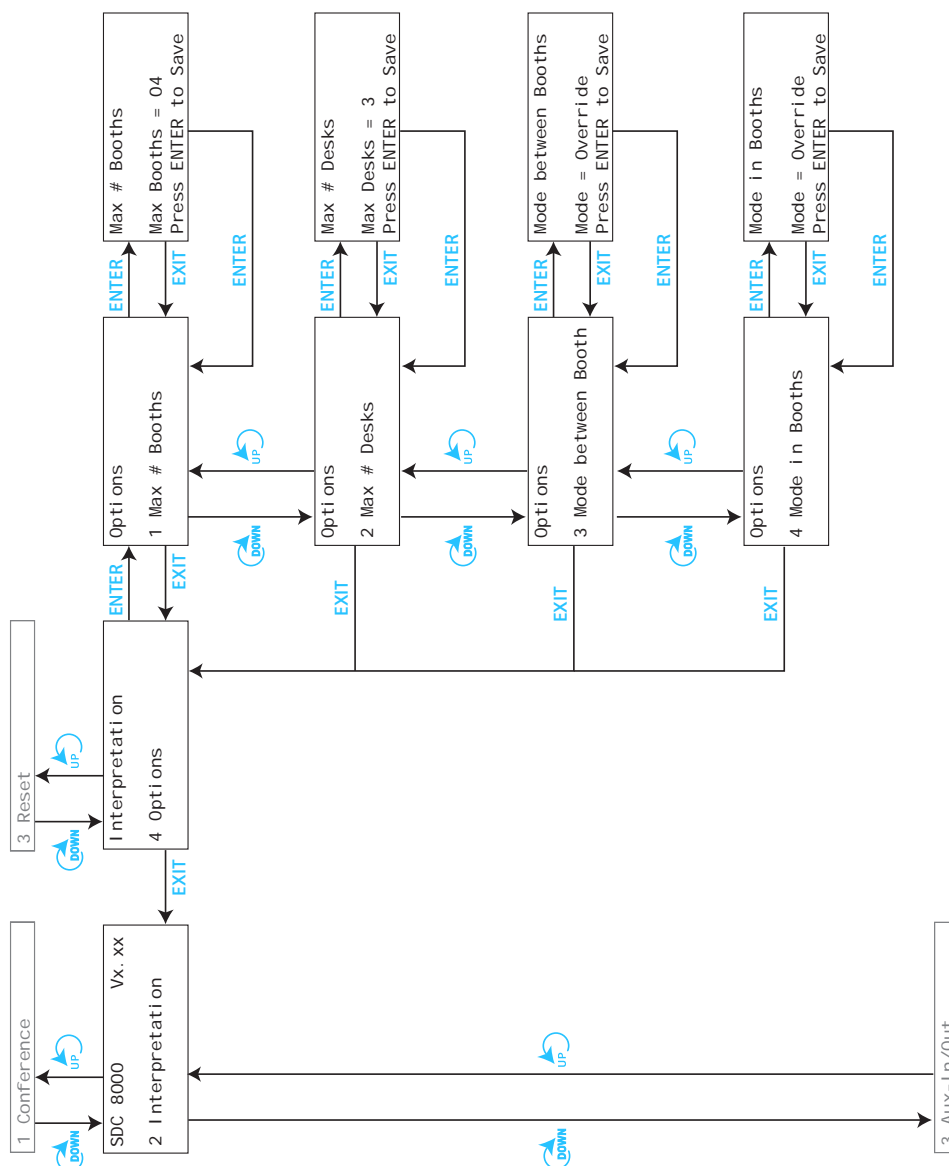 1 Conference
DOWN
UP
SDC 8000 Vx.xx
2 Interpretation
DOWN
UP
3 Aux-In/Out
EXIT
3 Reset
DOWN
UP
Interpretation
4 Options
ENTER
EXIT
EXIT
EXIT
EXIT
Options
1 Max # Booths
ENTER
EXIT
ENTER
Max # Booths
Max Booths = 04
Press ENTER to Save
DOWN
UP
Options
2 Max # Desks
ENTER
EXIT
ENTER
Max # Desks
Max Desks = 3
Press ENTER to Save
DOWN
UP
Options
3 Mode between Booth
ENTER
EXIT
ENTER
Mode between Booths
Mode = Override
Press ENTER to Save
DOWN
UP
Options
4 Mode in Booths
ENTER
EXIT
ENTER
Mode in Booths
Mode = Override
Press ENTER to Save